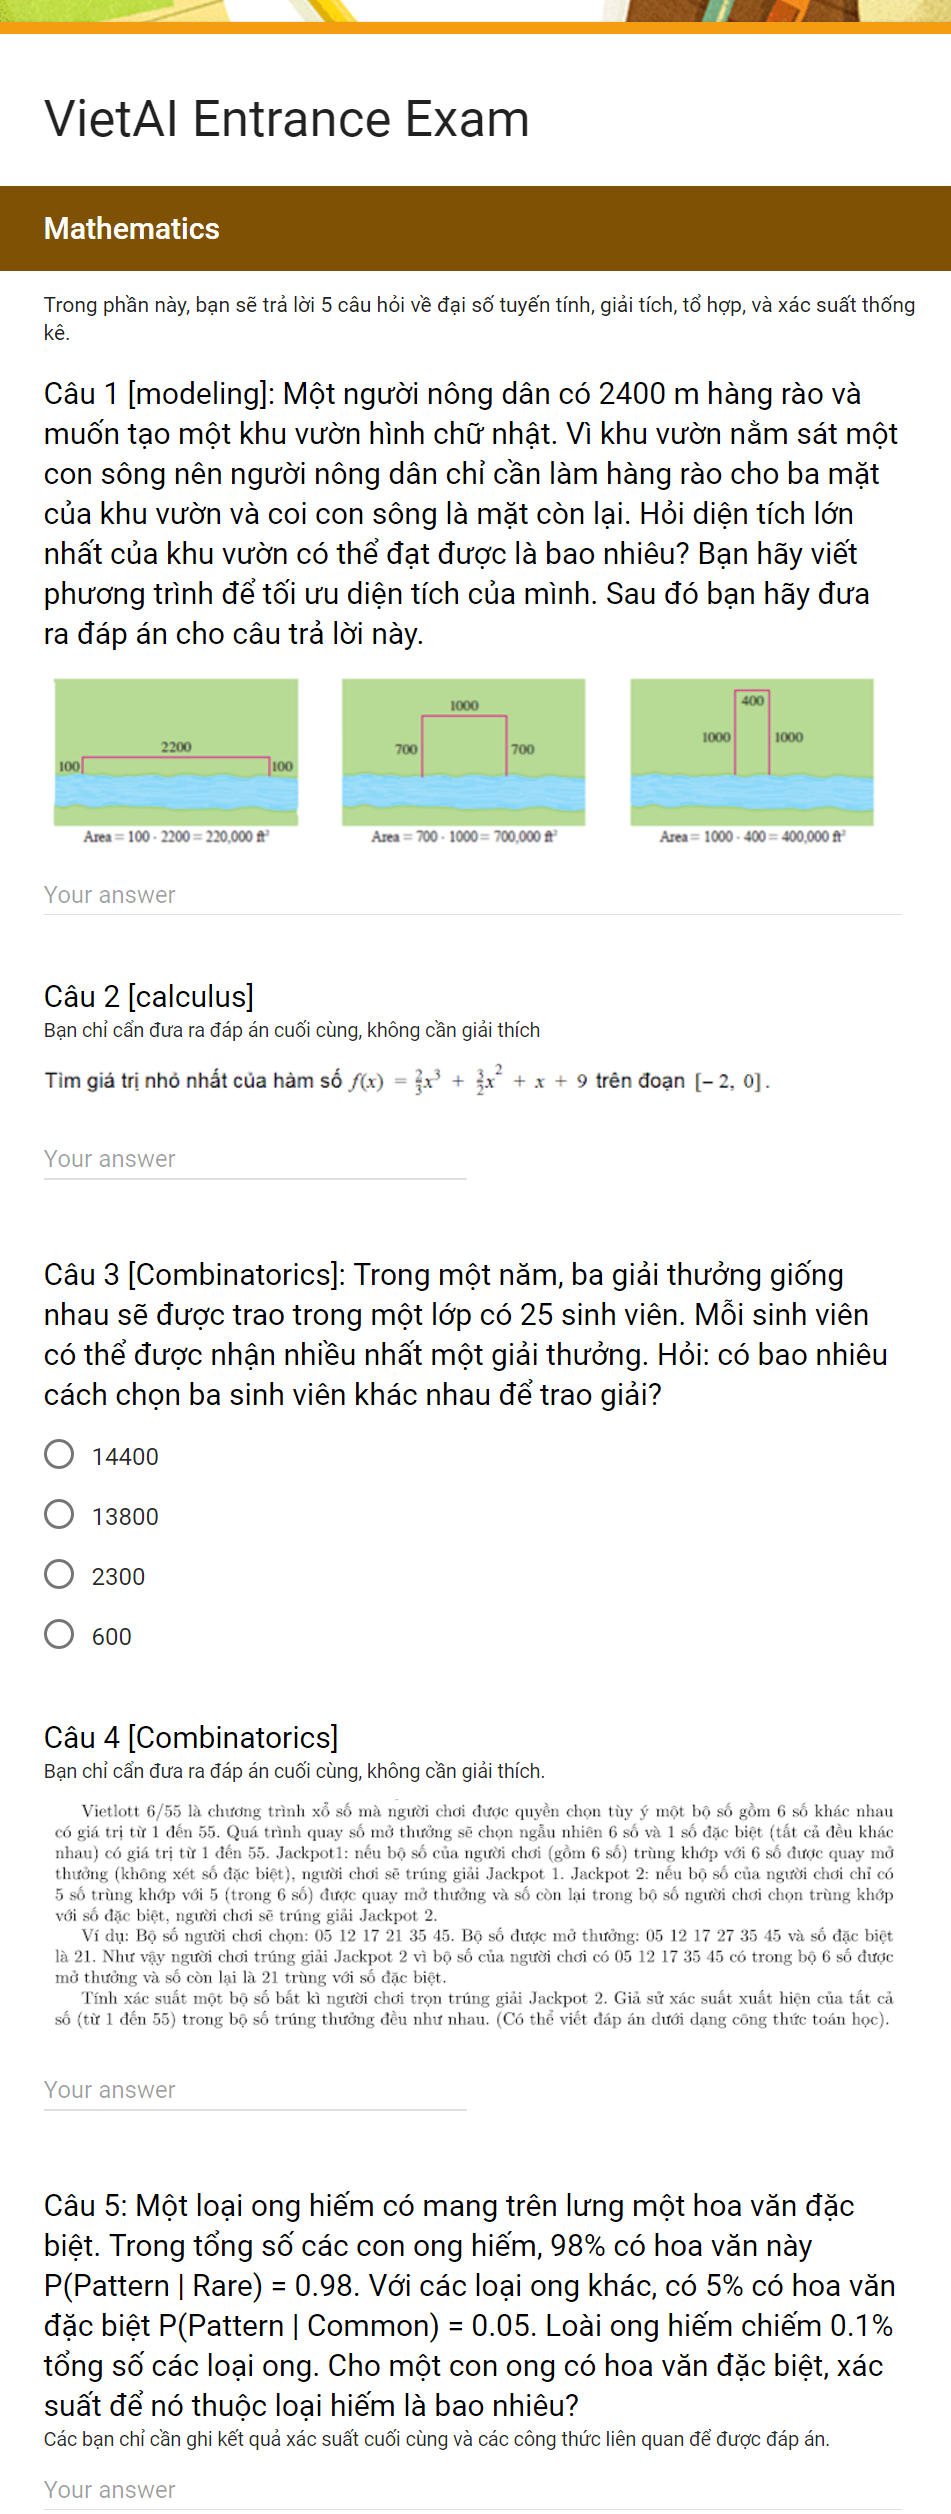 VietAI Entrance Exam
Mathematics
Trong phần này, bạn sẽ trả lời 5 câu hỏi về đại số tuyến tính, giải tích, tổ hợp, và xác suất thống
kê.
Câu 1 [modeling]: Một người nông dân có 2400 m hàng rào và
muốn tạo một khu vườn hình chữ nhật. Vì khu vườn nằm sát một
con sông nên người nông dân chỉ cần làm hàng rào cho ba mặt
của khu vườn và coi con sông là mặt còn lại. Hỏi diện tích lớn
nhất của khu vườn có thể đạt được là bao nhiêu? Bạn hãy viết
phương trình để tối ưu diện tích của mình. Sau đó bạn hãy đưa
ra đáp án cho câu trả lời này.
2200
100 100
Area = 100 · 2200 = 220,000 ft²
1000
700 700
Area = 700 · 1000 = 700,000 ft²
400
1000 1000
Area = 1000 · 400 = 400,000 ft²
Your answer
Câu 2 [calculus]
Bạn chỉ cẩn đưa ra đáp án cuối cùng, không cần giải thích
Tìm giá trị nhỏ nhất của hàm số f(x) = 2/3x³ + 3/2x² + x + 9 trên đoạn [− 2, 0] .
Your answer
Câu 3 [Combinatorics]: Trong một năm, ba giải thưởng giống
nhau sẽ được trao trong một lớp có 25 sinh viên. Mỗi sinh viên
có thể được nhận nhiều nhất một giải thưởng. Hỏi: có bao nhiêu
cách chọn ba sinh viên khác nhau để trao giải?
14400
13800
2300
600
Câu 4 [Combinatorics]
Bạn chỉ cẩn đưa ra đáp án cuối cùng, không cần giải thích.
Vietlott 6/55 là chương trình xổ số mà người chơi được quyền chọn tùy ý một bộ số gồm 6 số khác nhau
có giá trị từ 1 đến 55. Quá trình quay số mở thưởng sẽ chọn ngẫu nhiên 6 số và 1 số đặc biệt (tất cả đều khác
nhau) có giá trị từ 1 đến 55. Jackpot1: nếu bộ số của người chơi (gồm 6 số) trùng khớp với 6 số được quay mở
thưởng (không xét số đặc biệt), người chơi sẽ trúng giải Jackpot 1. Jackpot 2: nếu bộ số của người chơi chỉ có
5 số trùng khớp với 5 (trong 6 số) được quay mở thưởng và số còn lại trong bộ số người chơi chọn trùng khớp
với số đặc biệt, người chơi sẽ trúng giải Jackpot 2.
Ví dụ: Bộ số người chơi chọn: 05 12 17 21 35 45. Bộ số được mở thưởng: 05 12 17 27 35 45 và số đặc biệt
là 21. Như vậy người chơi trúng giải Jackpot 2 vì bộ số của người chơi có 05 12 17 35 45 có trong bộ 6 số được
mở thưởng và số còn lại là 21 trùng với số đặc biệt.
Tính xác suất một bộ số bất kì người chơi trọn trúng giải Jackpot 2. Giả sử xác suất xuất hiện của tất cả
số (từ 1 đến 55) trong bộ số trúng thưởng đều như nhau. (Có thể viết đáp án dưới dạng công thức toán học).
Your answer
Câu 5: Một loại ong hiếm có mang trên lưng một hoa văn đặc
biệt. Trong tổng số các con ong hiếm, 98% có hoa văn này
P(Pattern | Rare) = 0.98. Với các loại ong khác, có 5% có hoa văn
đặc biệt P(Pattern | Common) = 0.05. Loài ong hiếm chiếm 0.1%
tổng số các loại ong. Cho một con ong có hoa văn đặc biệt, xác
suất để nó thuộc loại hiếm là bao nhiêu?
Các bạn chỉ cần ghi kết quả xác suất cuối cùng và các công thức liên quan để được đáp án.
Your answer